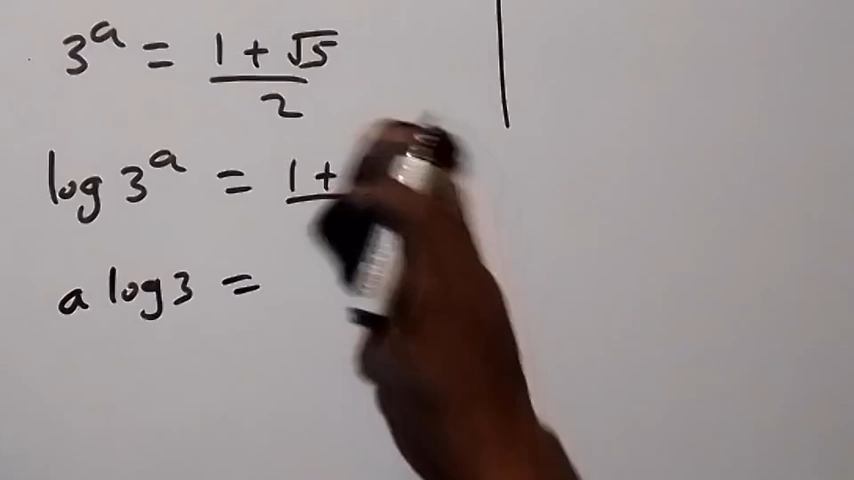 3^a = (1 + √5)/2
log 3^a = 1 +
a log 3 =